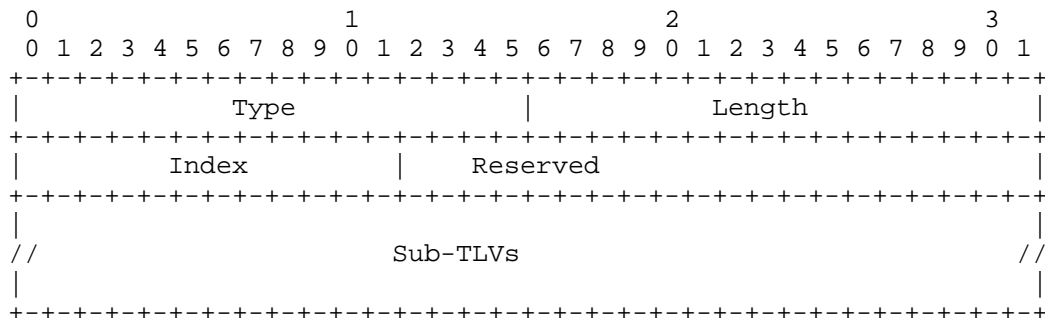 0                   1                   2                   3
 0 1 2 3 4 5 6 7 8 9 0 1 2 3 4 5 6 7 8 9 0 1 2 3 4 5 6 7 8 9 0 1
+-+-+-+-+-+-+-+-+-+-+-+-+-+-+-+-+-+-+-+-+-+-+-+-+-+-+-+-+-+-+-+-+
|             Type              |           Length              |
+-+-+-+-+-+-+-+-+-+-+-+-+-+-+-+-+-+-+-+-+-+-+-+-+-+-+-+-+-+-+-+-+
|         Index         |    Reserved                           |
+-+-+-+-+-+-+-+-+-+-+-+-+-+-+-+-+-+-+-+-+-+-+-+-+-+-+-+-+-+-+-+-+
|                                                               |
//                      Sub-TLVs                               //
|                                                               |
+-+-+-+-+-+-+-+-+-+-+-+-+-+-+-+-+-+-+-+-+-+-+-+-+-+-+-+-+-+-+-+-+